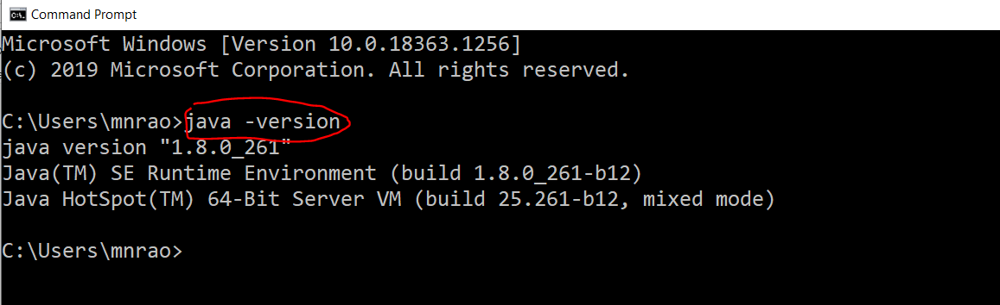 Command Prompt
Microsoft Windows [Version 10.0.18363.1256]
(c) 2019 Microsoft Corporation. All rights reserved.
C:\Users\mnrao>java -version
java version "1.8.0_261"
Java(TM) SE Runtime Environment (build 1.8.0_261-b12)
Java HotSpot(TM) 64-Bit Server VM (build 25.261-b12, mixed mode)
C:\Users\mnrao>